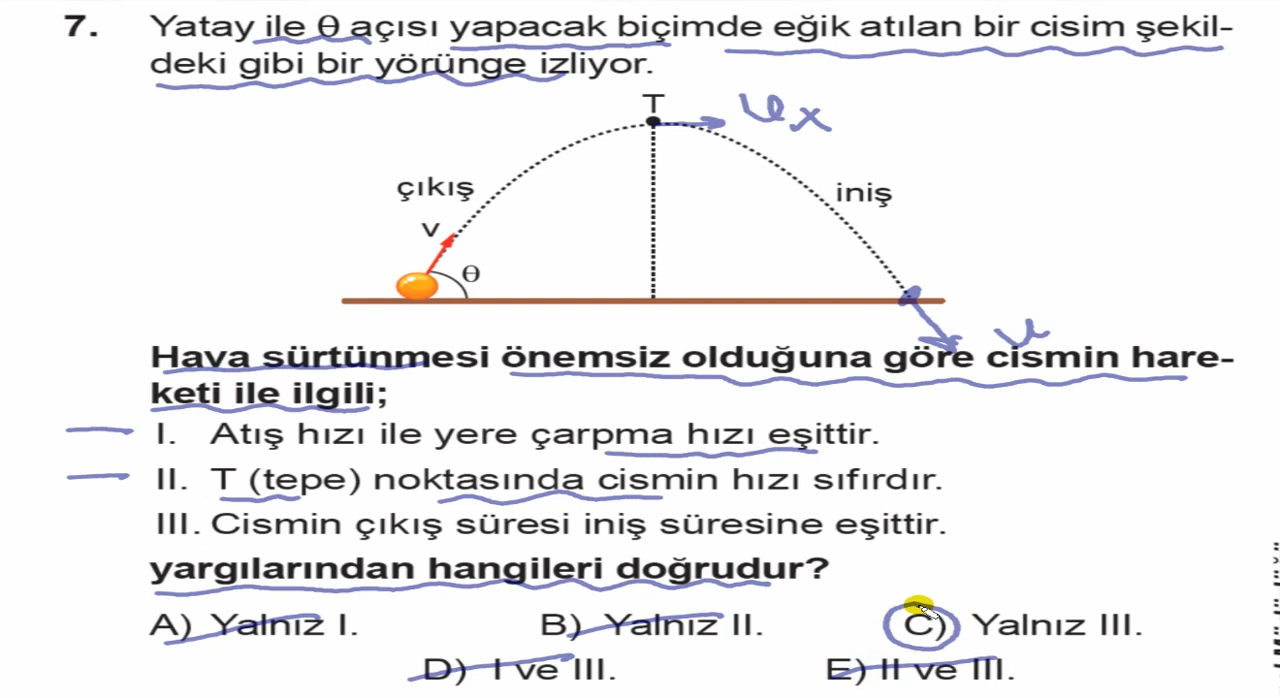 7. Yatay ile θ açısı yapacak biçimde eğik atılan bir cisim şekil-
deki gibi bir yörünge izliyor.
T
Vx
çıkış
iniş
v
θ
v
Hava sürtünmesi önemsiz olduğuna göre cismin hare-
keti ile ilgili;
I. Atış hızı ile yere çarpma hızı eşittir.
II. T (tepe) noktasında cismin hızı sıfırdır.
III. Cismin çıkış süresi iniş süresine eşittir.
yargılarından hangileri doğrudur?
A) Yalnız I. B) Yalnız II. C) Yalnız III.
D) I ve III. E) II ve III.